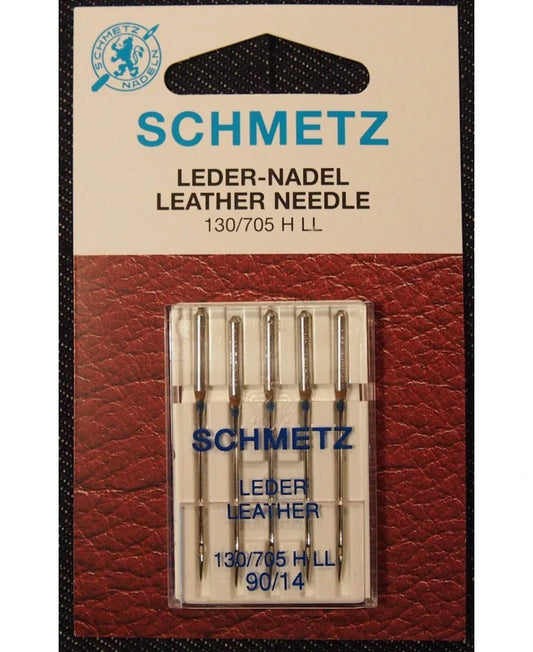 SCHMETZ
NADELN
SCHMETZ
LEDER-NADEL
LEATHER NEEDLE
130/705 H LL
SCHMETZ
LEDER
LEATHER
130/705 H LL
90/14